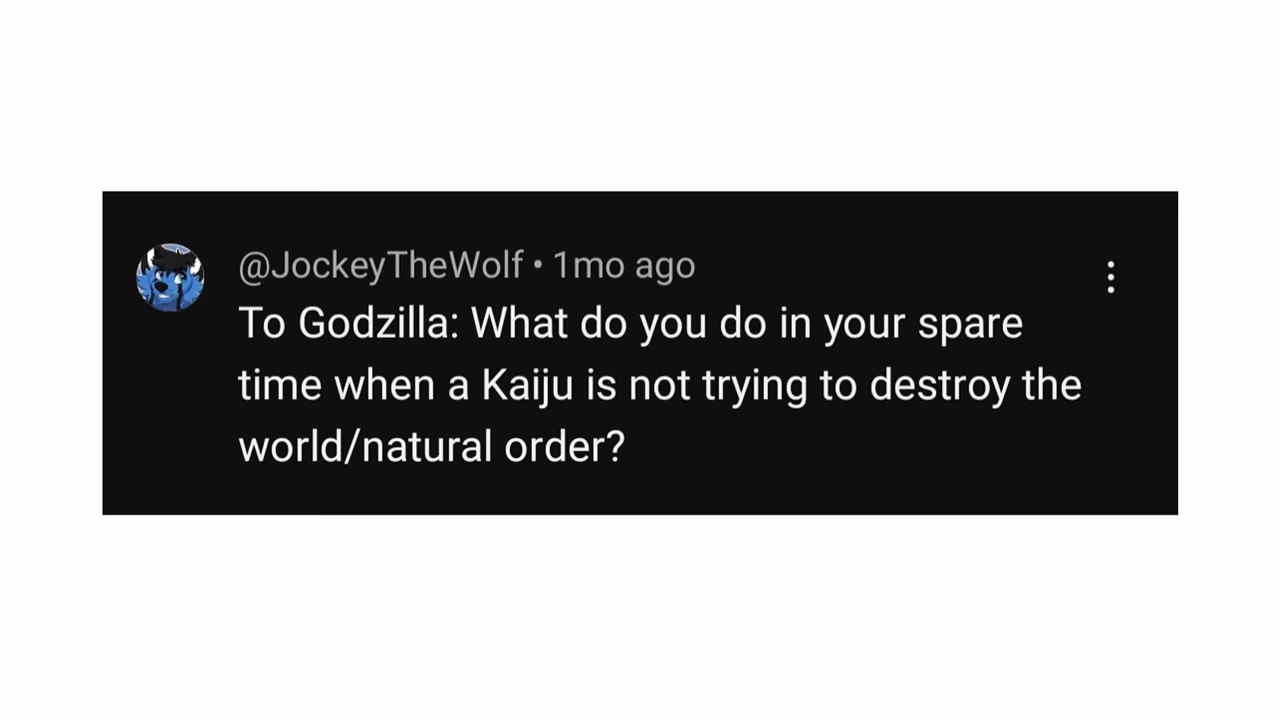 @JockeyTheWolf • 1mo ago
To Godzilla: What do you do in your spare
time when a Kaiju is not trying to destroy the
world/natural order?